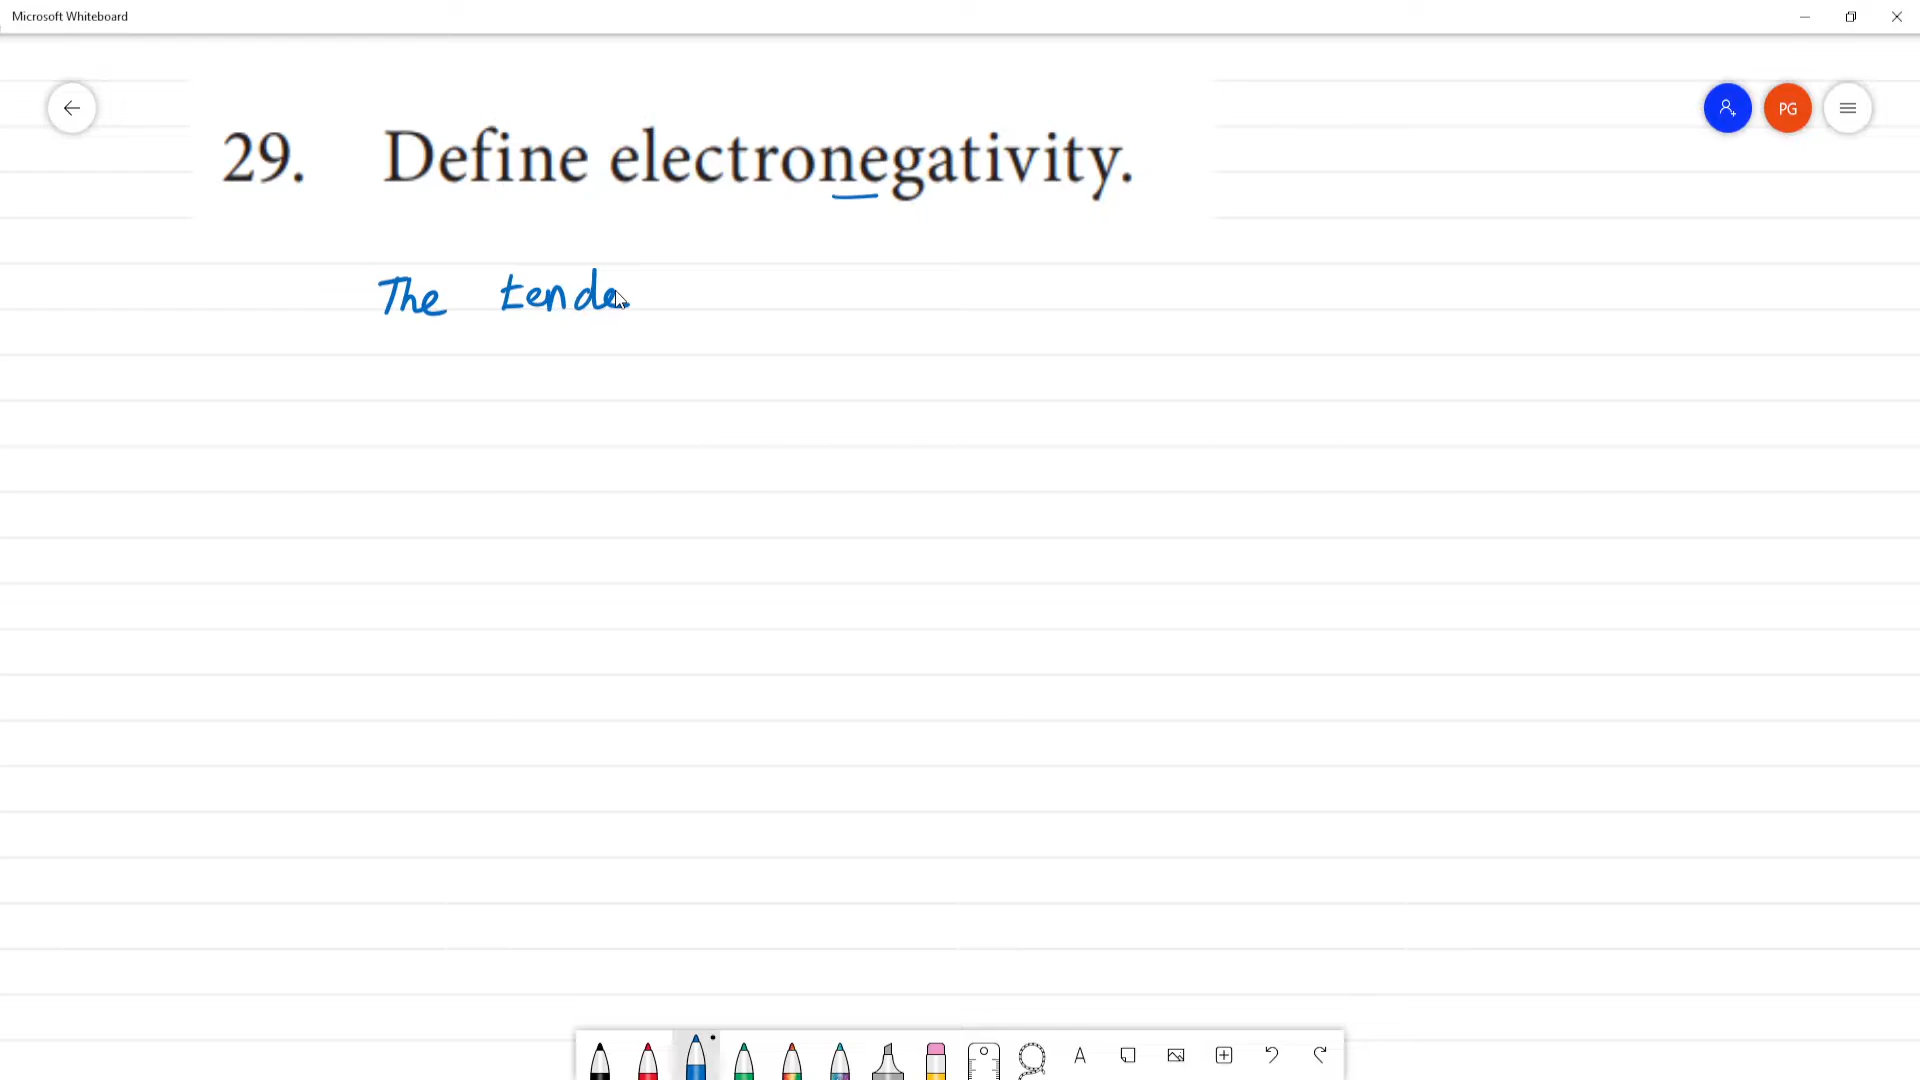 Microsoft Whiteboard
PG
29. Define electronegativity.
The tende
A